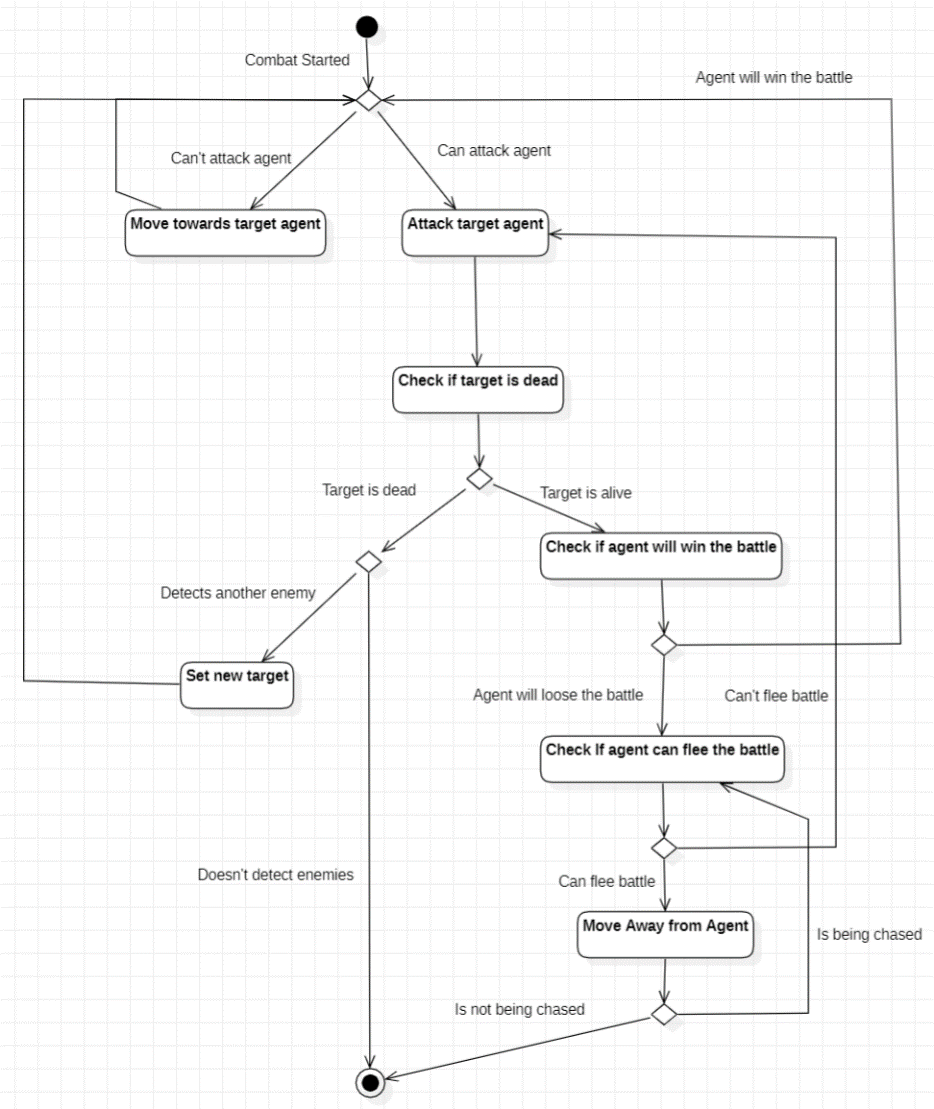 Combat Started
Agent will win the battle
Can't attack agent
Can attack agent
Move towards target agent
Attack target agent
Check if target is dead
Target is dead
Target is alive
Check if agent will win the battle
Detects another enemy
Set new target
Agent will loose the battle
Can't flee battle
Check If agent can flee the battle
Doesn't detect enemies
Can flee battle
Move Away from Agent
Is being chased
Is not being chased